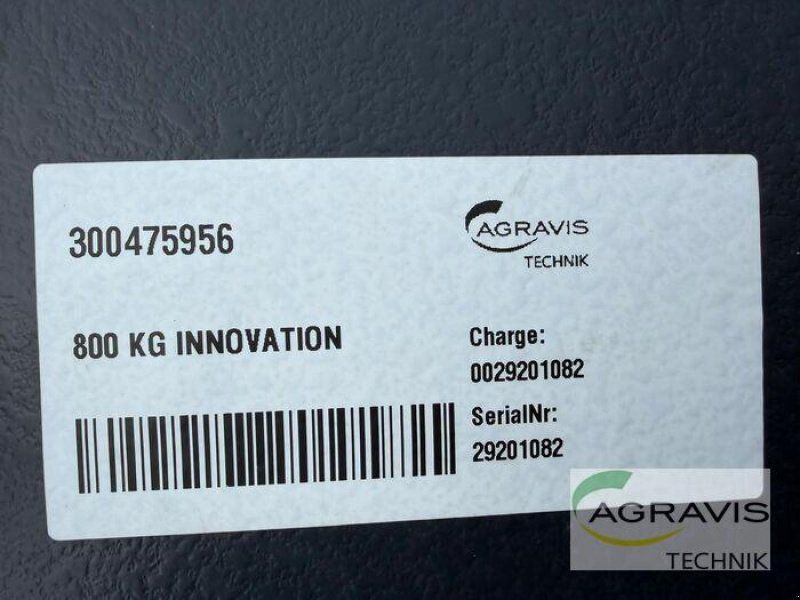 300475956
AGRAVIS
TECHNIK
800 KG INNOVATION
Charge:
0029201082
SerialNr:
29201082
AGRAVIS
TECHNIK